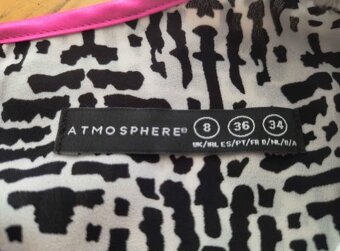 ATMOSPHERE® 8 36 34
UK/IRL ES/PT/FR D/NL/B/A